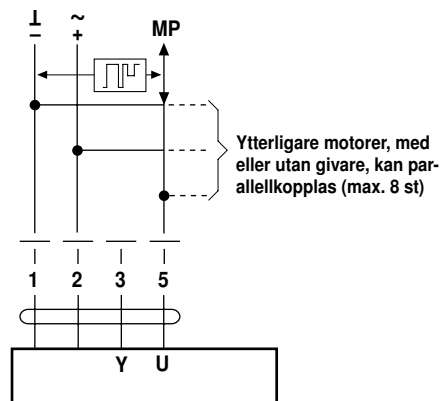 ⊥ ~
− + MP
Ytterligare motorer, med
eller utan givare, kan par-
allellkopplas (max. 8 st)
1 2 3 5
Y U